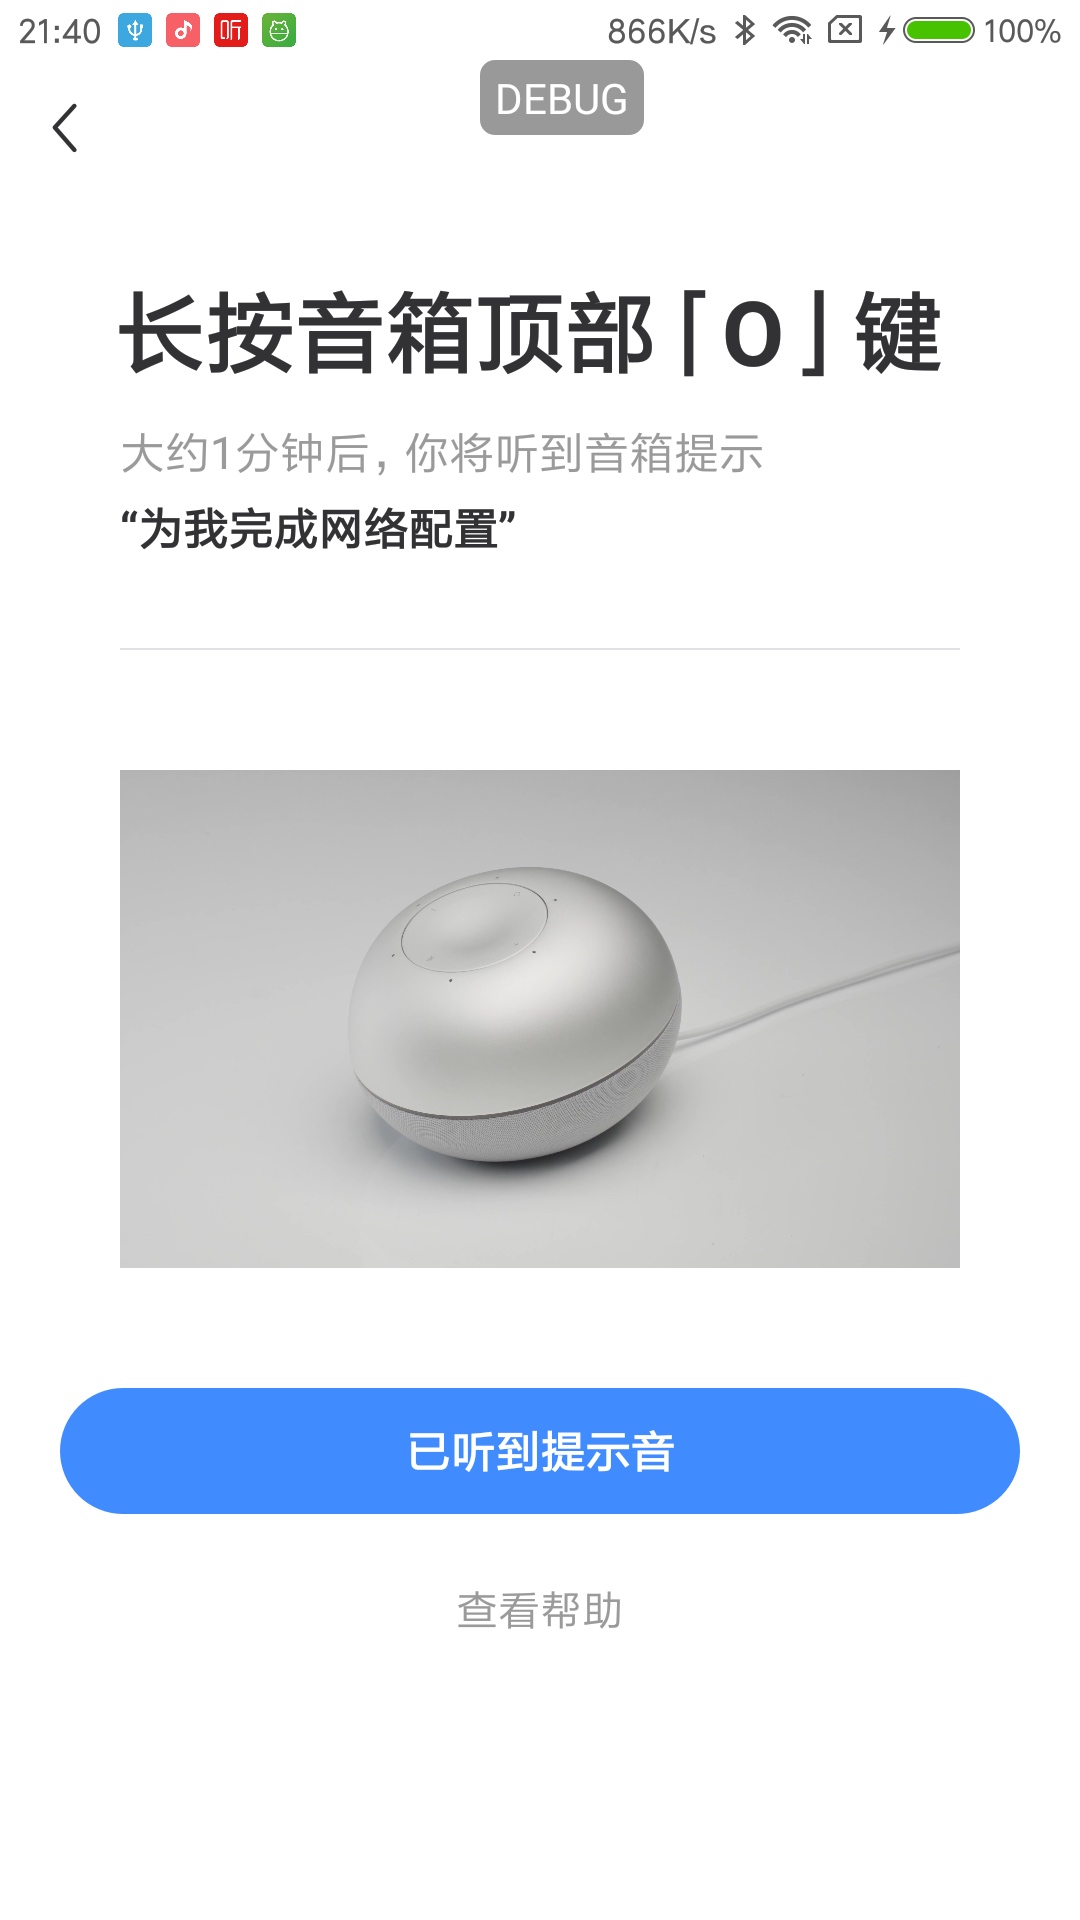 21:40 听 866K/s 100%
DEBUG
长按音箱顶部「O」键
大约1分钟后，你将听到音箱提示
“为我完成网络配置”
已听到提示音
查看帮助